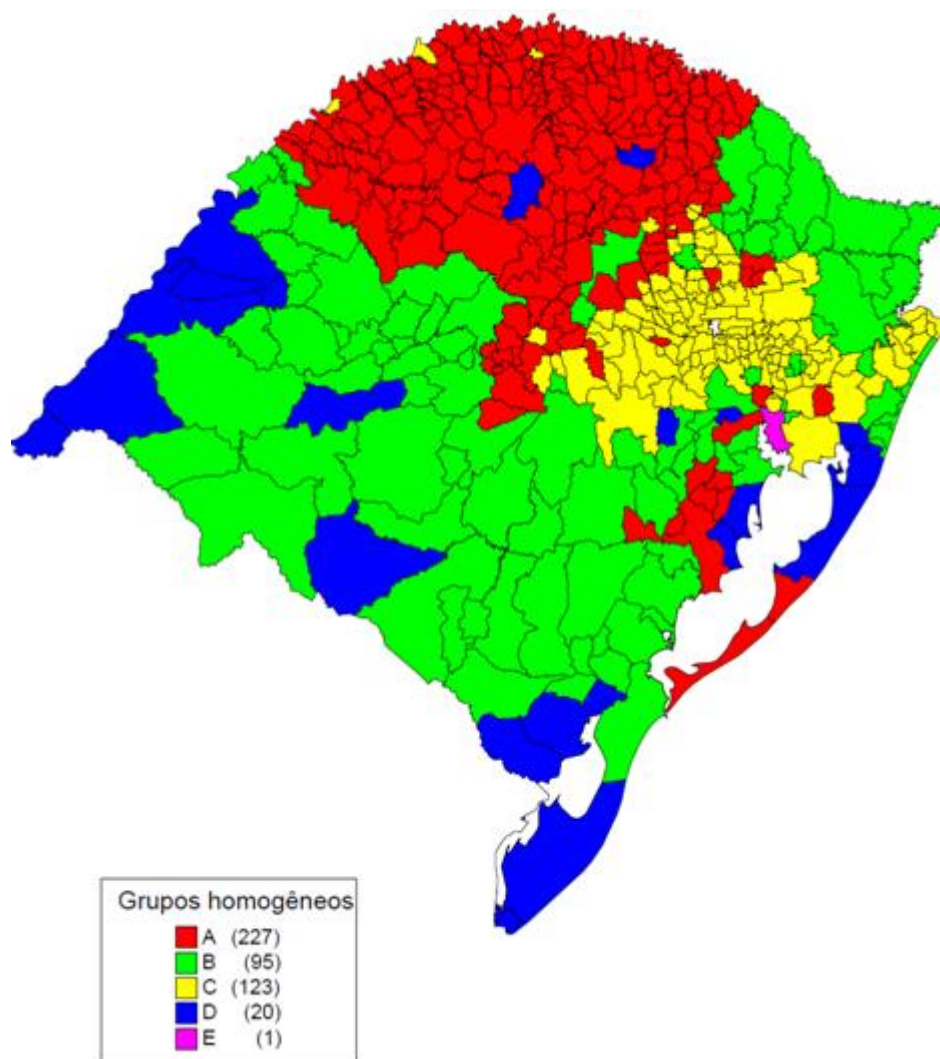 Grupos homogêneos
A (227)
B (95)
C (123)
D (20)
E (1)